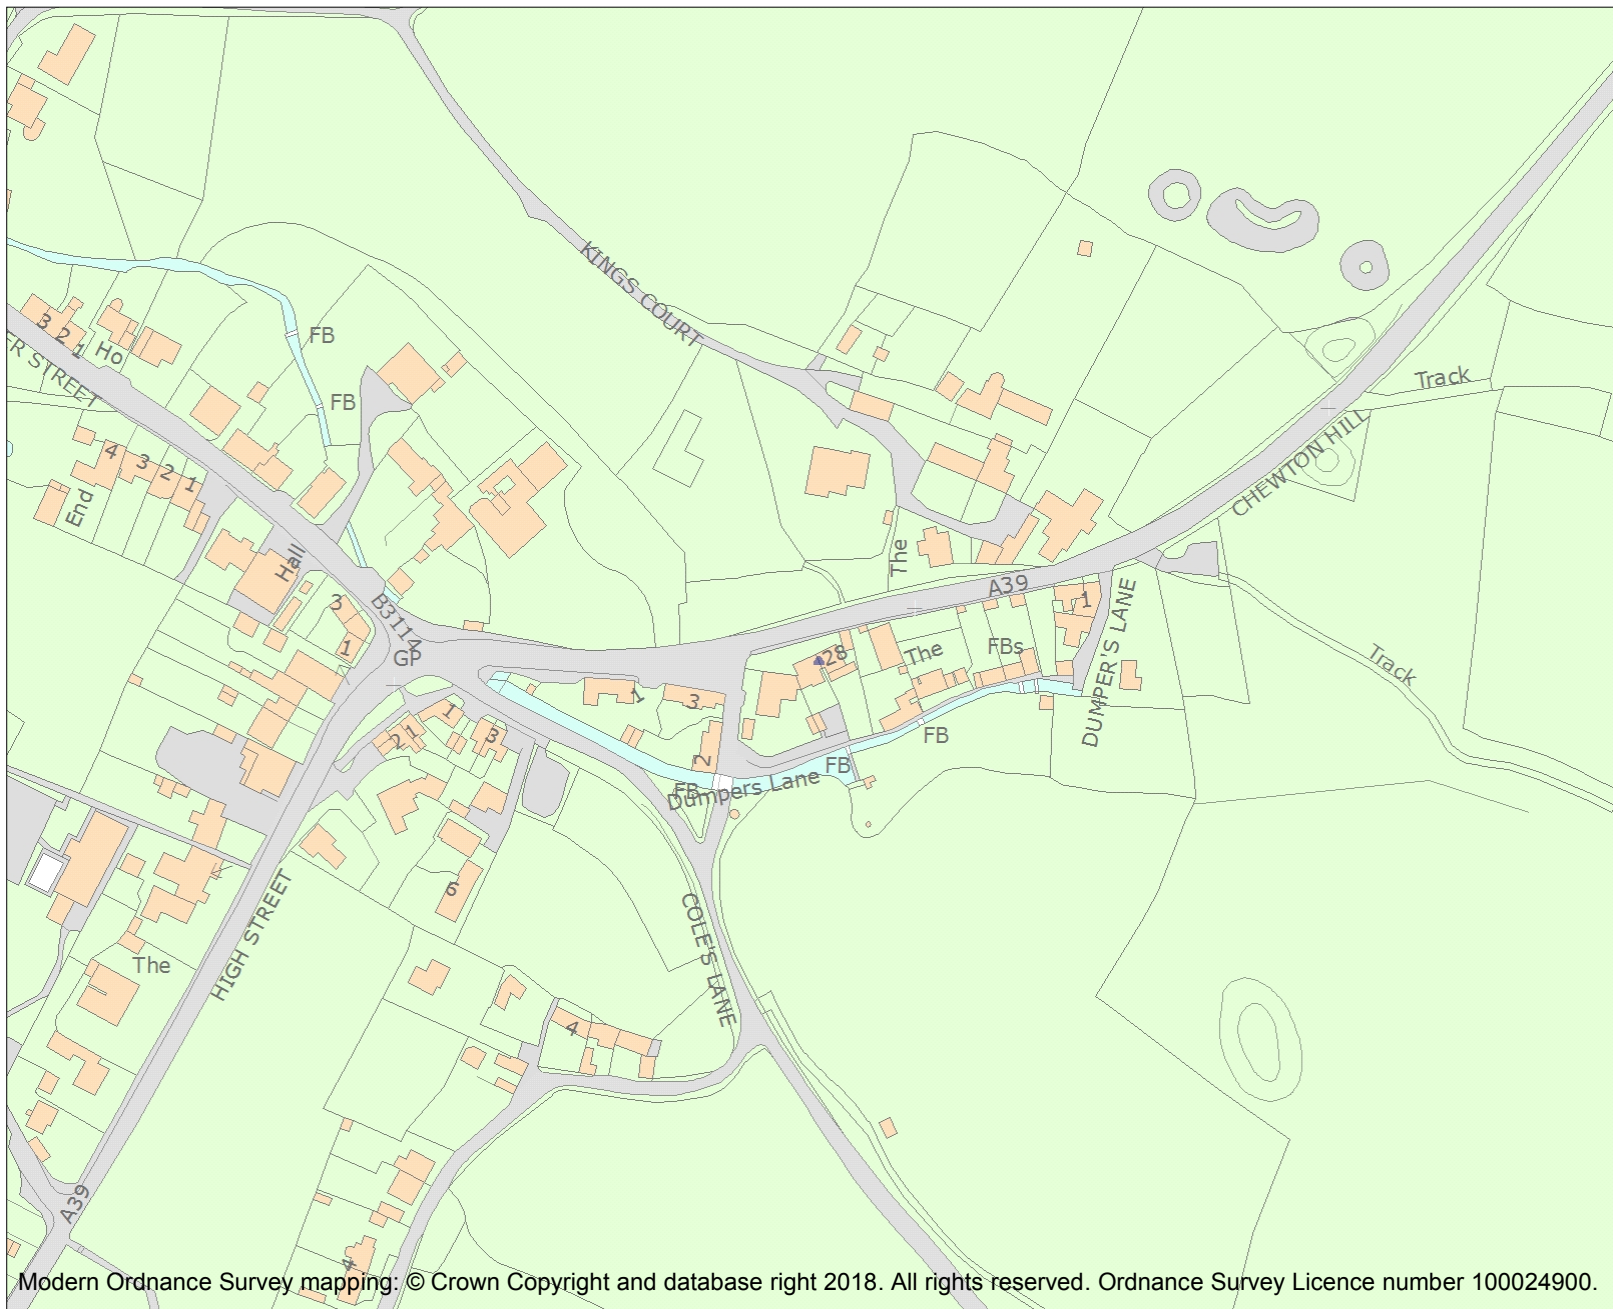 KINGS COURT
FB
3
2
1
Ho
ER STREET
FB
Track
CHEWTON HILL
4
3
2
1
End
Hall
The
A39
3
1
B3114
GP
1
DUMPER'S LANE
28
The
FBs
Track
1
3
1
2 1
3
2
FB
FB
FB
Dumpers Lane
6
COLE'S LANE
HIGH STREET
The
4
A39
4
Modern Ordnance Survey mapping: © Crown Copyright and database right 2018. All rights reserved. Ordnance Survey Licence number 100024900.